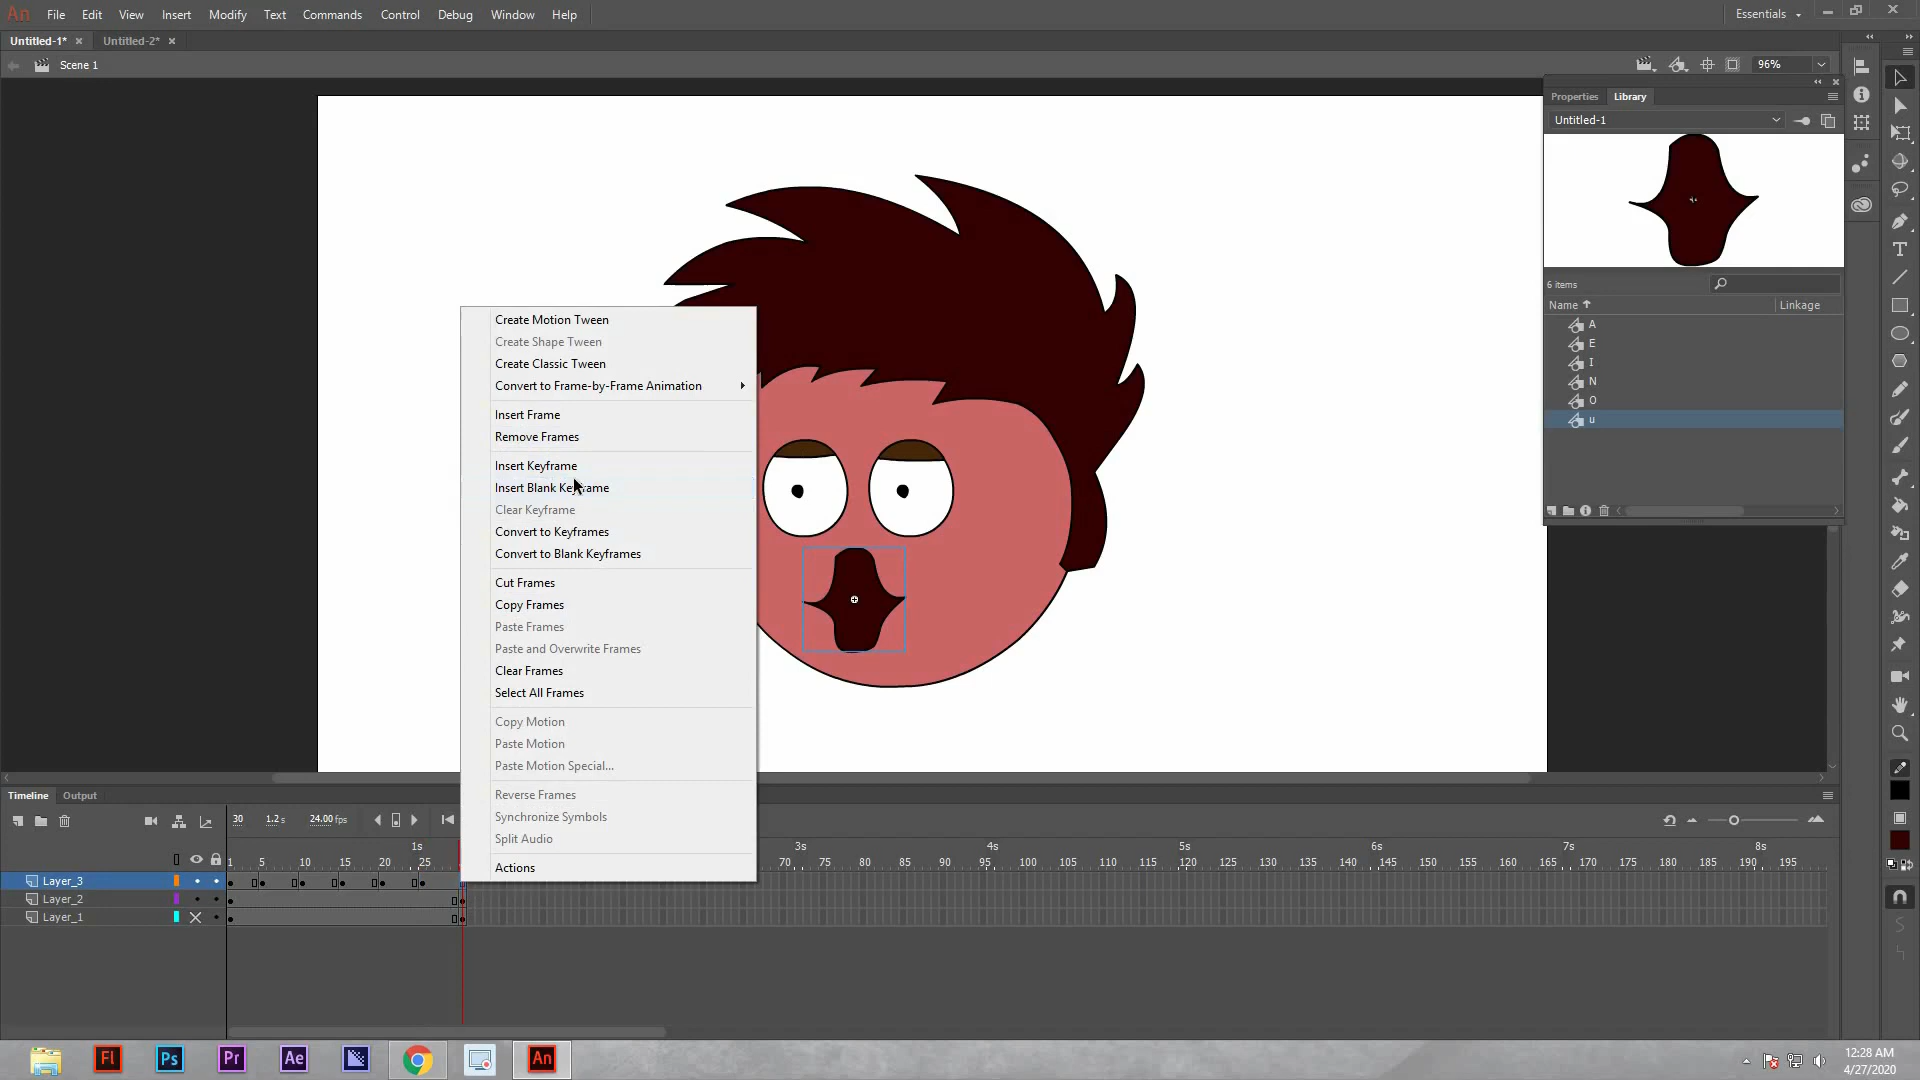 An File Edit View Insert Modify Text Commands Control Debug Window Help Essentials
Untitled-1* × Untitled-2* ×
Scene 1 96%
Properties Library
Untitled-1
6 items
Name Linkage
A
E
I
N
O
u
Create Motion Tween
Create Shape Tween
Create Classic Tween
Convert to Frame-by-Frame Animation
Insert Frame
Remove Frames
Insert Keyframe
Insert Blank Keyframe
Clear Keyframe
Convert to Keyframes
Convert to Blank Keyframes
Cut Frames
Copy Frames
Paste Frames
Paste and Overwrite Frames
Clear Frames
Select All Frames
Copy Motion
Paste Motion
Paste Motion Special...
Reverse Frames
Synchronize Symbols
Split Audio
Actions
Timeline Output
30 1.2 s 24.00 fps
1s 3s 4s 5s 6s 7s 8s
1 5 10 15 20 25 70 75 80 85 90 95 100 105 110 115 120 125 130 135 140 145 150 155 160 165 170 175 180 185 190 195
Layer_3
Layer_2
Layer_1
Fl Ps Pr Ae An
12:28 AM
4/27/2020